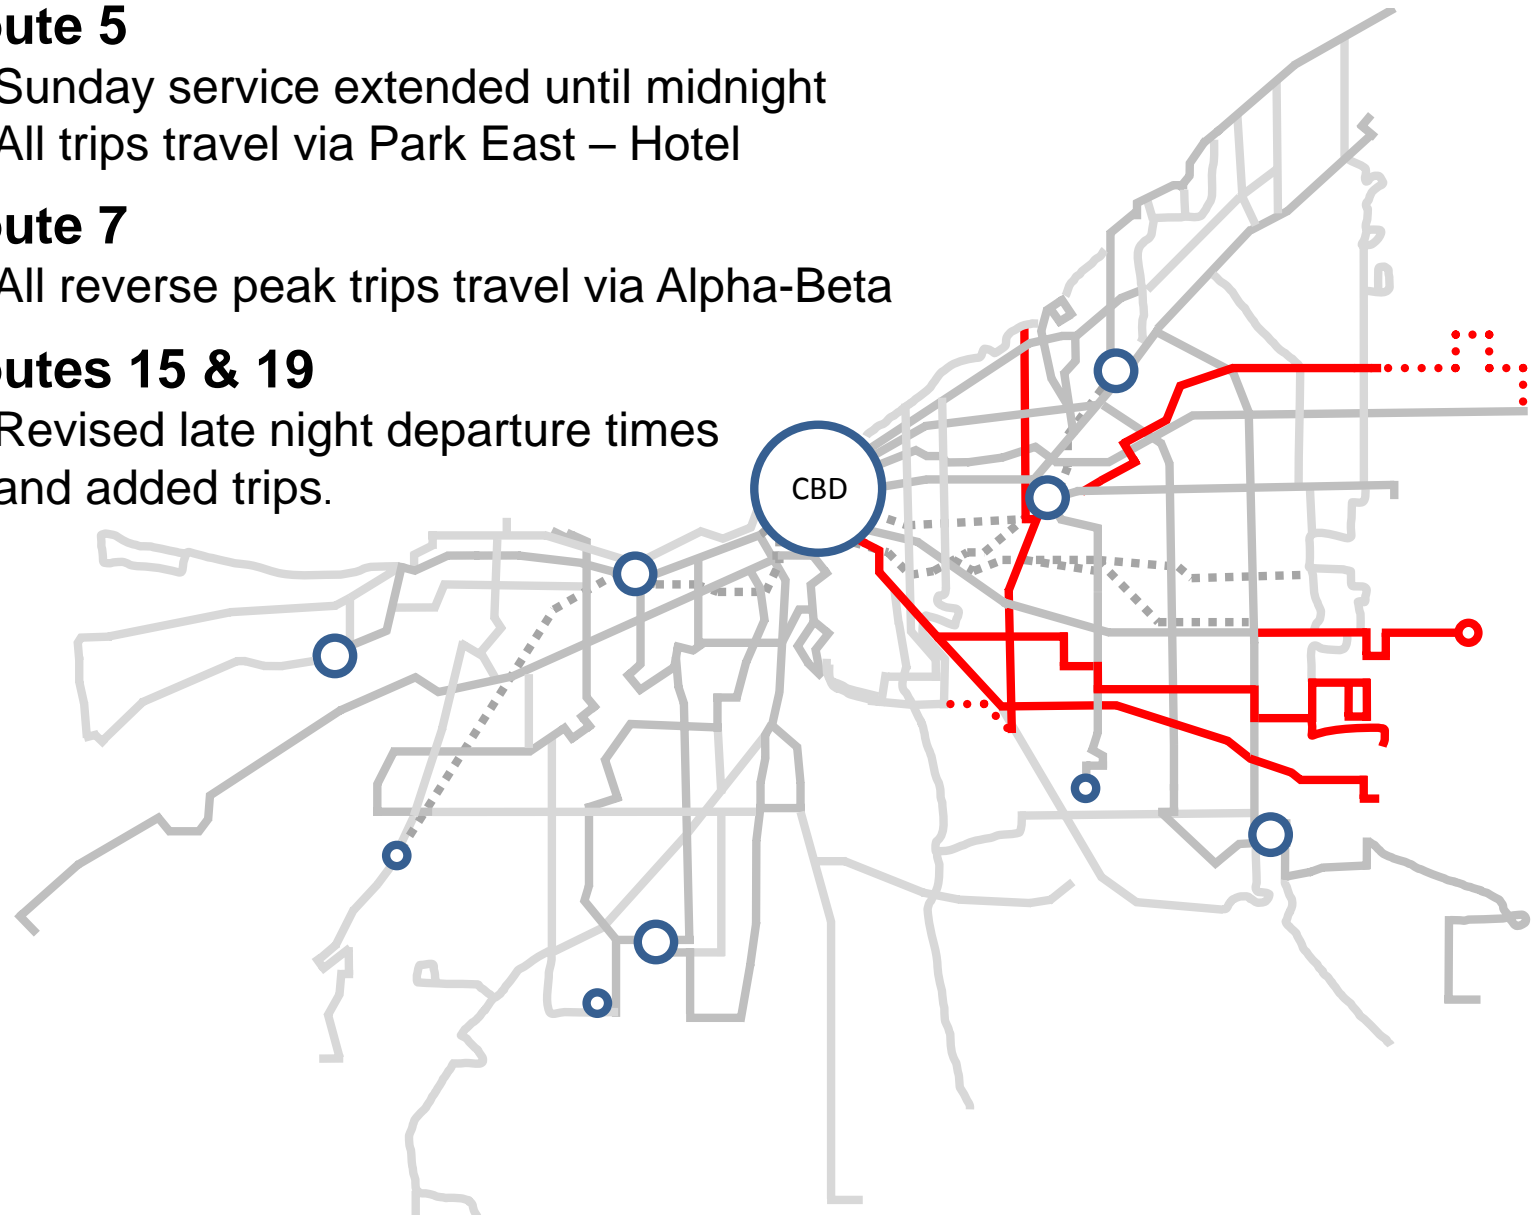 ute 5
Sunday service extended until midnight
All trips travel via Park East – Hotel
ute 7
All reverse peak trips travel via Alpha-Beta
utes 15 & 19
Revised late night departure times
and added trips.
CBD